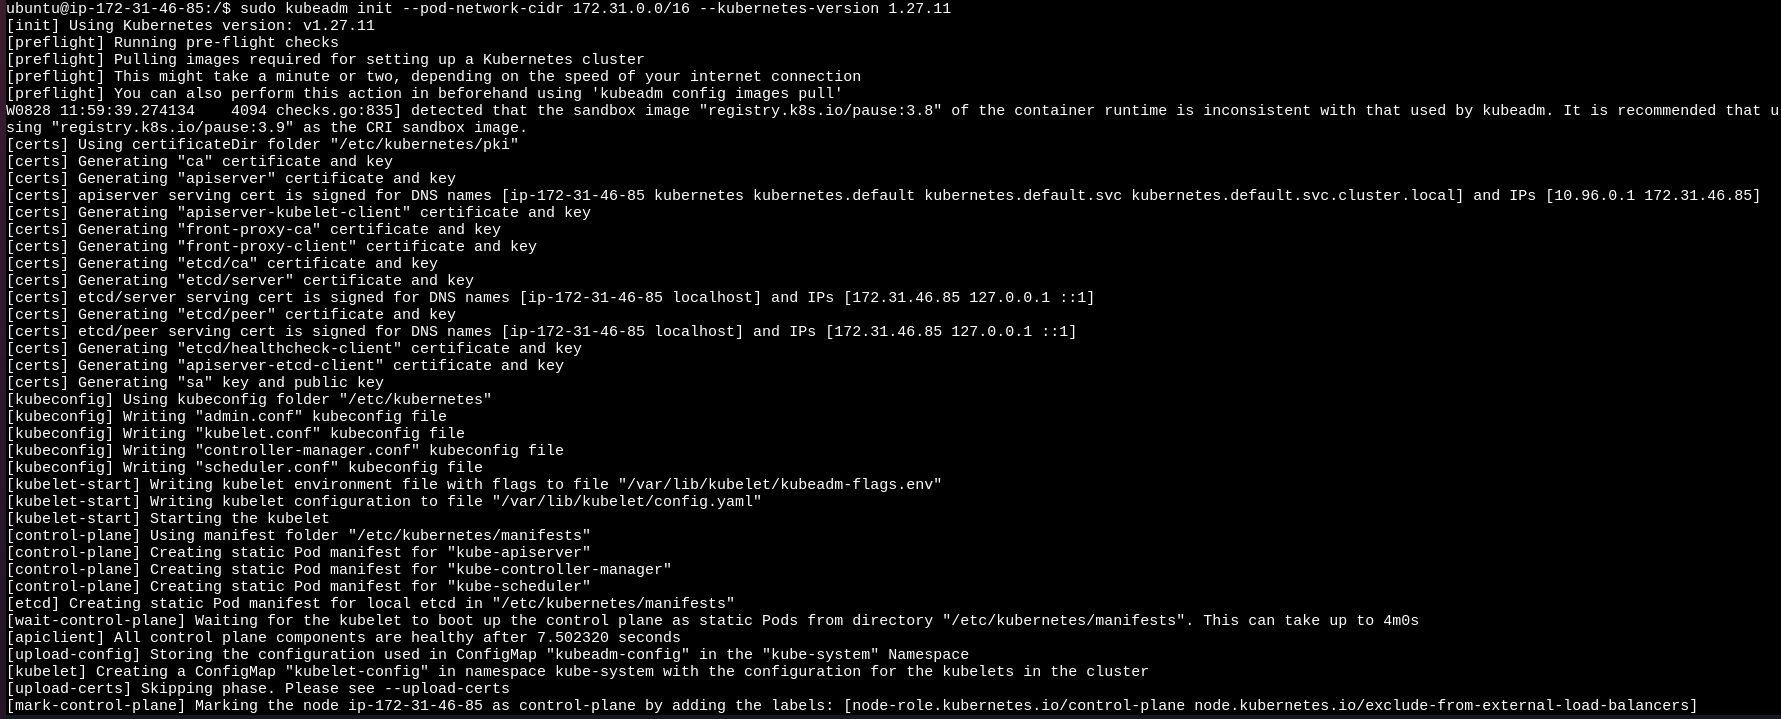 ubuntu@ip-172-31-46-85:/$ sudo kubeadm init --pod-network-cidr 172.31.0.0/16 --kubernetes-version 1.27.11
[init] Using Kubernetes version: v1.27.11
[preflight] Running pre-flight checks
[preflight] Pulling images required for setting up a Kubernetes cluster
[preflight] This might take a minute or two, depending on the speed of your internet connection
[preflight] You can also perform this action in beforehand using 'kubeadm config images pull'
W0828 11:59:39.274134    4094 checks.go:835] detected that the sandbox image "registry.k8s.io/pause:3.8" of the container runtime is inconsistent with that used by kubeadm. It is recommended that u
sing "registry.k8s.io/pause:3.9" as the CRI sandbox image.
[certs] Using certificateDir folder "/etc/kubernetes/pki"
[certs] Generating "ca" certificate and key
[certs] Generating "apiserver" certificate and key
[certs] apiserver serving cert is signed for DNS names [ip-172-31-46-85 kubernetes kubernetes.default kubernetes.default.svc kubernetes.default.svc.cluster.local] and IPs [10.96.0.1 172.31.46.85]
[certs] Generating "apiserver-kubelet-client" certificate and key
[certs] Generating "front-proxy-ca" certificate and key
[certs] Generating "front-proxy-client" certificate and key
[certs] Generating "etcd/ca" certificate and key
[certs] Generating "etcd/server" certificate and key
[certs] etcd/server serving cert is signed for DNS names [ip-172-31-46-85 localhost] and IPs [172.31.46.85 127.0.0.1 ::1]
[certs] Generating "etcd/peer" certificate and key
[certs] etcd/peer serving cert is signed for DNS names [ip-172-31-46-85 localhost] and IPs [172.31.46.85 127.0.0.1 ::1]
[certs] Generating "etcd/healthcheck-client" certificate and key
[certs] Generating "apiserver-etcd-client" certificate and key
[certs] Generating "sa" key and public key
[kubeconfig] Using kubeconfig folder "/etc/kubernetes"
[kubeconfig] Writing "admin.conf" kubeconfig file
[kubeconfig] Writing "kubelet.conf" kubeconfig file
[kubeconfig] Writing "controller-manager.conf" kubeconfig file
[kubeconfig] Writing "scheduler.conf" kubeconfig file
[kubelet-start] Writing kubelet environment file with flags to file "/var/lib/kubelet/kubeadm-flags.env"
[kubelet-start] Writing kubelet configuration to file "/var/lib/kubelet/config.yaml"
[kubelet-start] Starting the kubelet
[control-plane] Using manifest folder "/etc/kubernetes/manifests"
[control-plane] Creating static Pod manifest for "kube-apiserver"
[control-plane] Creating static Pod manifest for "kube-controller-manager"
[control-plane] Creating static Pod manifest for "kube-scheduler"
[etcd] Creating static Pod manifest for local etcd in "/etc/kubernetes/manifests"
[wait-control-plane] Waiting for the kubelet to boot up the control plane as static Pods from directory "/etc/kubernetes/manifests". This can take up to 4m0s
[apiclient] All control plane components are healthy after 7.502320 seconds
[upload-config] Storing the configuration used in ConfigMap "kubeadm-config" in the "kube-system" Namespace
[kubelet] Creating a ConfigMap "kubelet-config" in namespace kube-system with the configuration for the kubelets in the cluster
[upload-certs] Skipping phase. Please see --upload-certs
[mark-control-plane] Marking the node ip-172-31-46-85 as control-plane by adding the labels: [node-role.kubernetes.io/control-plane node.kubernetes.io/exclude-from-external-load-balancers]